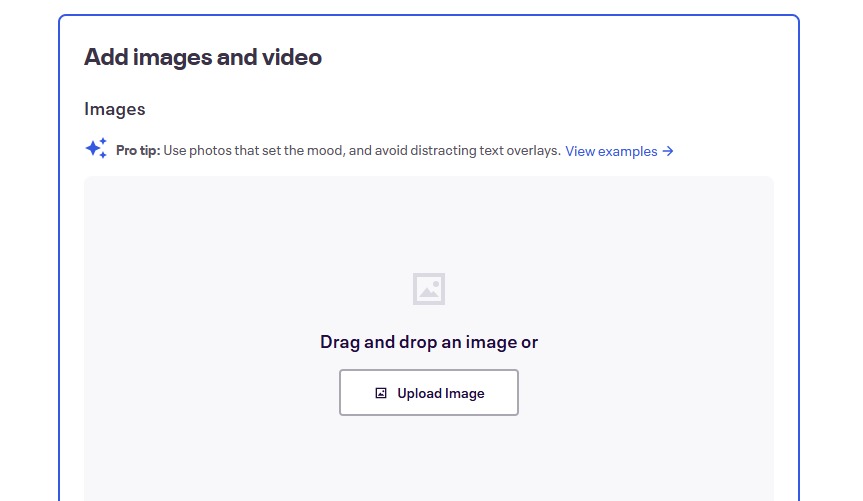 Add images and video
Images
Pro tip: Use photos that set the mood, and avoid distracting text overlays. View examples →
Drag and drop an image or
Upload Image